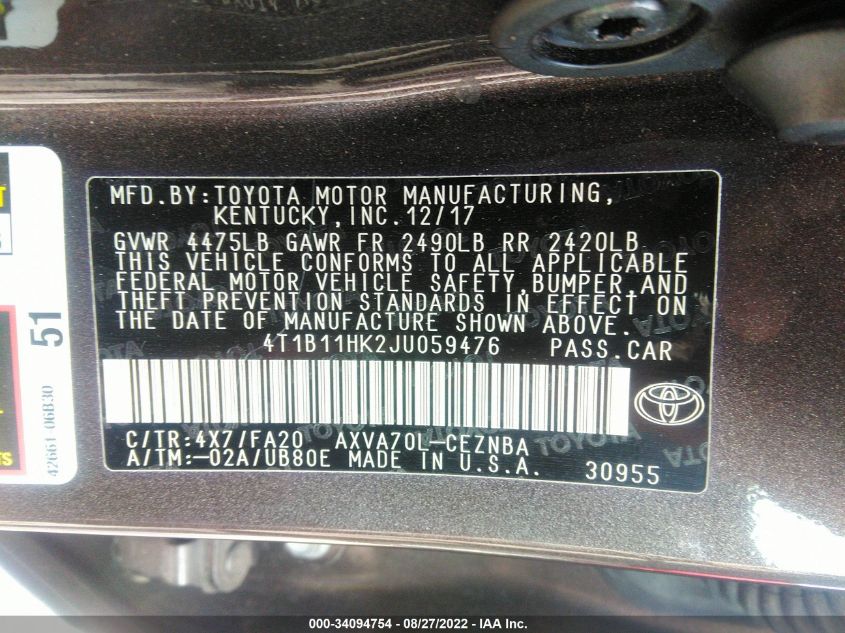 MFD.BY:TOYOTA MOTOR MANUFACTURING,
KENTUCKY,INC.12/17
GVWR 4475LB GAWR FR 2490LB RR 2420LB
THIS VEHICLE CONFORMS TO ALL APPLICABLE
FEDERAL MOTOR VEHICLE SAFETY,BUMPER,AND
THEFT PREVENTION STANDARDS IN EFFECT ON
THE DATE OF MANUFACTURE SHOWN ABOVE.
4T1B11HK2JU059476 PASS.CAR
C/TR:4X7/FA20 AXVA70L-CEZNBA
A/TM:-02A/UB80E MADE IN U.S.A. 30955
51
42661-06B30
000-34094754 - 08/27/2022 - IAA Inc.